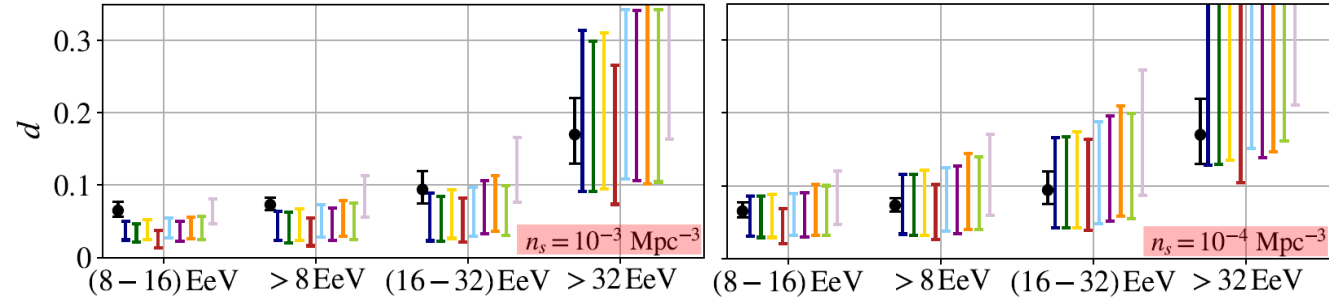 0.3
0.2
0.1
0
d
n_s = 10^{-3} Mpc^{-3}
n_s = 10^{-4} Mpc^{-3}
(8 − 16) EeV > 8 EeV (16 − 32) EeV > 32 EeV
(8 − 16) EeV > 8 EeV (16 − 32) EeV > 32 EeV